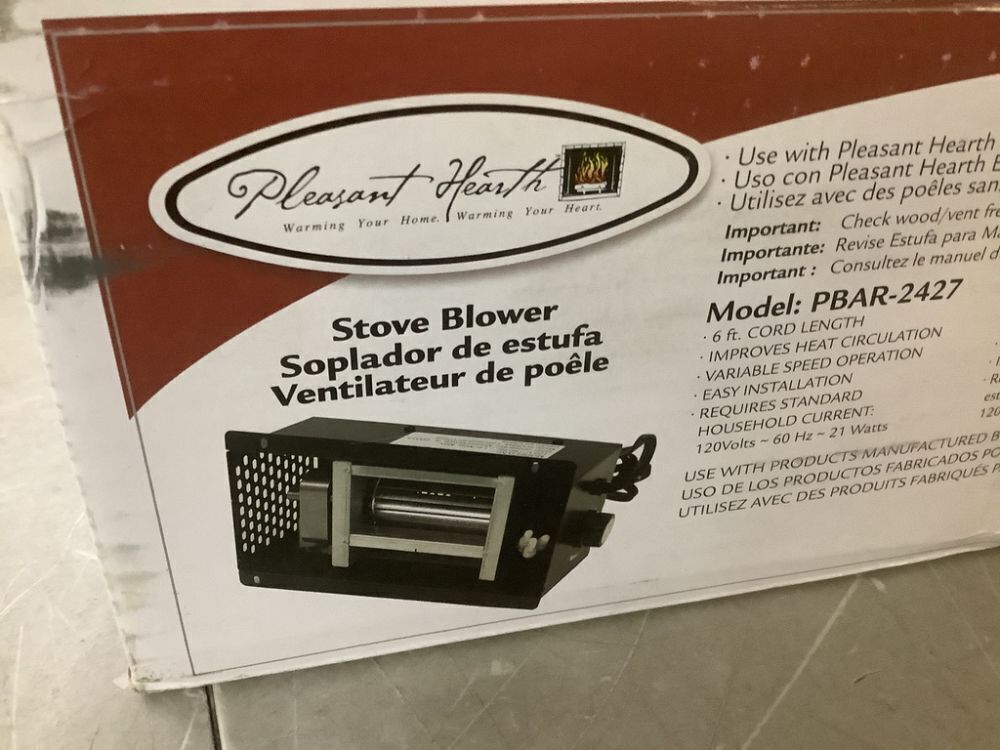 Pleasant Hearth
Warming Your Home. Warming Your Heart.
Stove Blower
Soplador de estufa
Ventilateur de poêle
· Use with Pleasant Hearth
· Uso con Pleasant Hearth
· Utilisez avec des poêles
Important: Check wood/vent
Importante: Revise Estufa para
Important : Consultez le manuel
Model: PBAR-2427
· 6 ft. CORD LENGTH
· IMPROVES HEAT CIRCULATION
· VARIABLE SPEED OPERATION
· EASY INSTALLATION
· REQUIRES STANDARD
HOUSEHOLD CURRENT:
120Volts ~ 60 Hz ~ 21 Watts
USE WITH PRODUCTS MANUFACTURED
USO DE LOS PRODUCTOS FABRICADOS
UTILISEZ AVEC DES PRODUITS FABRIQUÉS